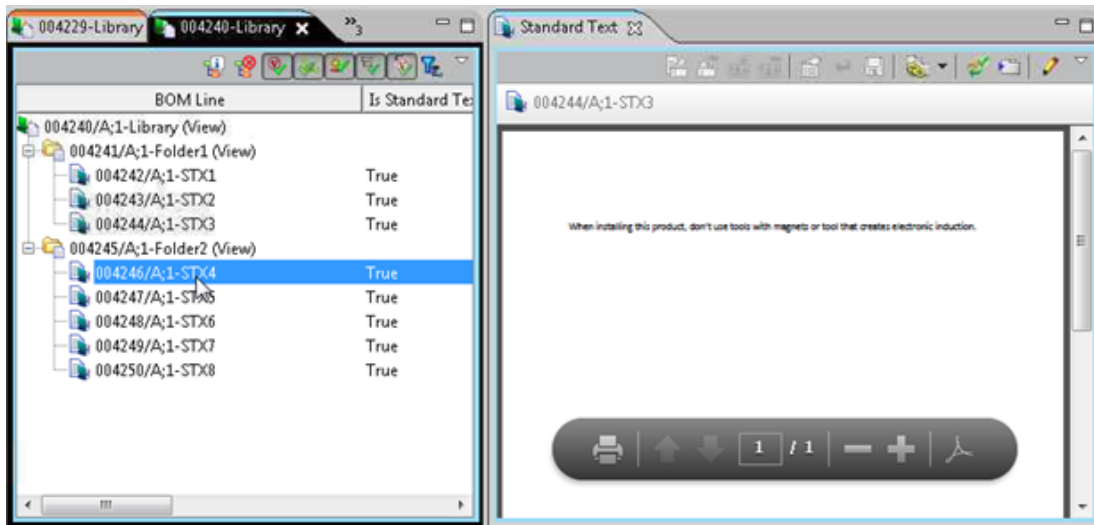 004229-Library
004240-Library
3
Standard Text
BOM Line
Is Standard Te
004240/A;1-Library (View)
004241/A;1-Folder1 (View)
004242/A;1-STX1 True
004243/A;1-STX2 True
004244/A;1-STX3 True
004245/A;1-Folder2 (View)
004246/A;1-STX4 True
004247/A;1-STX5 True
004248/A;1-STX6 True
004249/A;1-STX7 True
004250/A;1-STX8 True
004244/A;1-STX3
When installing this product, don't use tools with magnets or tool that creates electronic induction.
1 / 1